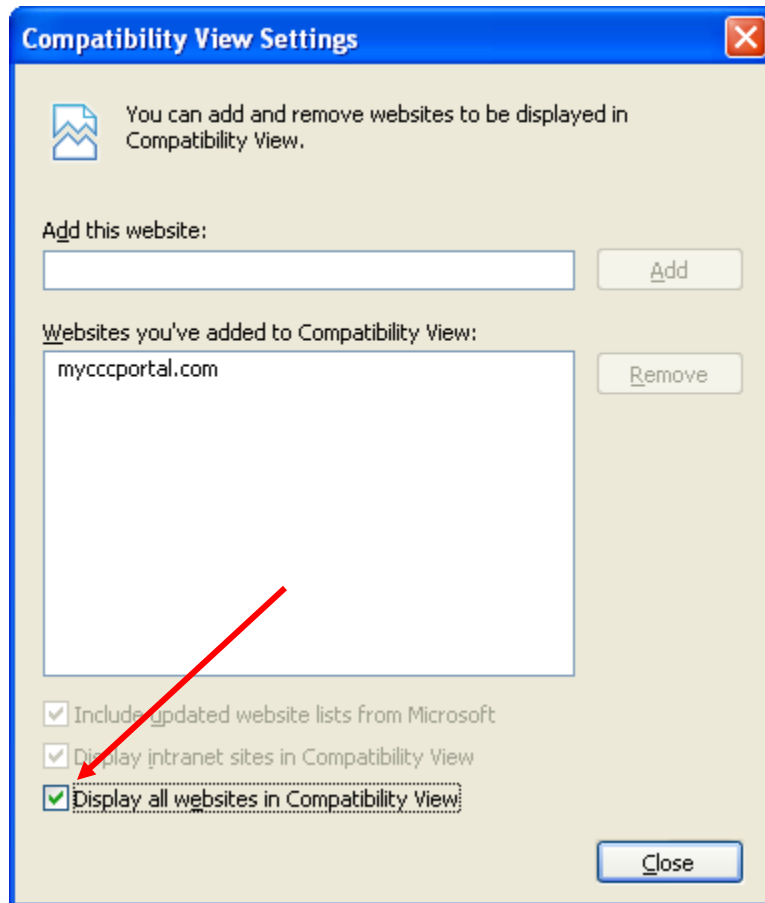 Compatibility View Settings
You can add and remove websites to be displayed in
Compatibility View.
Add this website:
Add
Websites you've added to Compatibility View:
mycccportal.com
Remove
Include updated website lists from Microsoft
Display intranet sites in Compatibility View
Display all websites in Compatibility View
Close